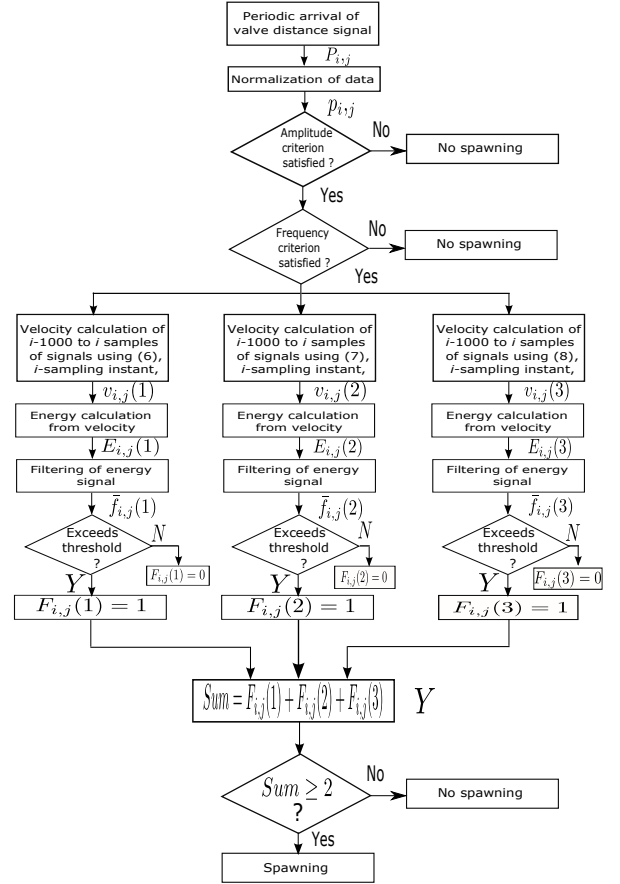 Periodic arrival of
valve distance signal
P_{i,j}
Normalization of data
p_{i,j}
Amplitude
criterion
satisfied ?
No
No spawning
Yes
Frequency
criterion
satisfied ?
No
No spawning
Yes
Velocity calculation of
i-1000 to i samples
of signals using (6),
i-sampling instant,
v_{i,j}(1)
Energy calculation
from velocity
E_{i,j}(1)
Filtering of energy
signal
f̄_{i,j}(1)
Exceeds
threshold
?
N
F_{i,j}(1) = 0
Y
F_{i,j}(1) = 1
Velocity calculation of
i-1000 to i samples
of signals using (7),
i-sampling instant,
v_{i,j}(2)
Energy calculation
from velocity
E_{i,j}(2)
Filtering of energy
signal
f̄_{i,j}(2)
Exceeds
threshold
?
N
F_{i,j}(2) = 0
Y
F_{i,j}(2) = 1
Velocity calculation of
i-1000 to i samples
of signals using (8),
i-sampling instant,
v_{i,j}(3)
Energy calculation
from velocity
E_{i,j}(3)
Filtering of energy
signal
f̄_{i,j}(3)
Exceeds
threshold
?
N
F_{i,j}(3) = 0
Y
F_{i,j}(3) = 1
Sum = F_{i,j}(1) + F_{i,j}(2) + F_{i,j}(3)
Y
Sum ≥ 2
?
No
No spawning
Yes
Spawning